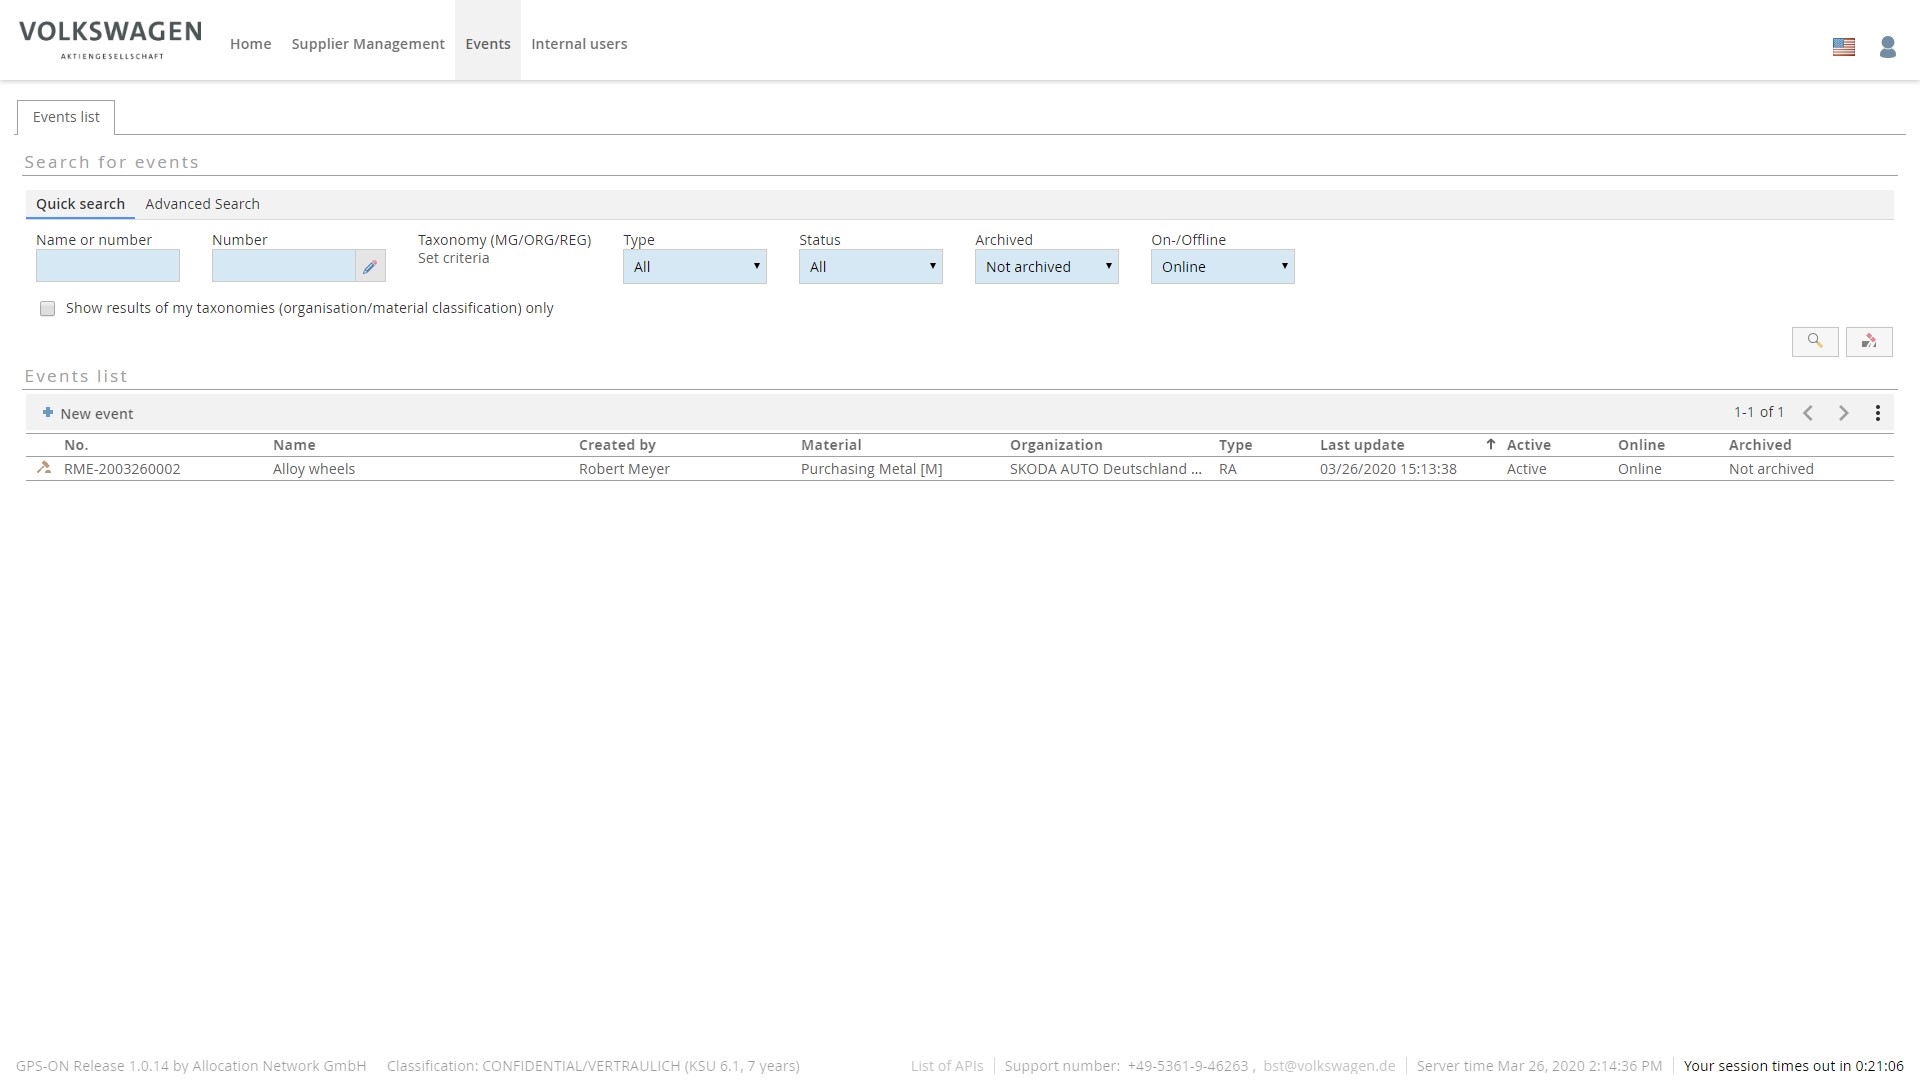 VOLKSWAGEN
AKTIENGESELLSCHAFT
Home Supplier Management Events Internal users
Events list
Search for events
Quick search Advanced Search
Name or number Number Taxonomy (MG/ORG/REG) Type Status Archived On-/Offline
Set criteria All All Not archived Online
Show results of my taxonomies (organisation/material classification) only
Events list
New event 1-1 of 1
No. Name Created by Material Organization Type Last update Active Online Archived
RME-2003260002 Alloy wheels Robert Meyer Purchasing Metal [M] SKODA AUTO Deutschland ... RA 03/26/2020 15:13:38 Active Online Not archived
GPS-ON Release 1.0.14 by Allocation Network GmbH Classification: CONFIDENTIAL/VERTRAULICH (KSU 6.1, 7 years) List of APIs Support number: +49-5361-9-46263 , bst@volkswagen.de Server time Mar 26, 2020 2:14:36 PM Your session times out in 0:21:06